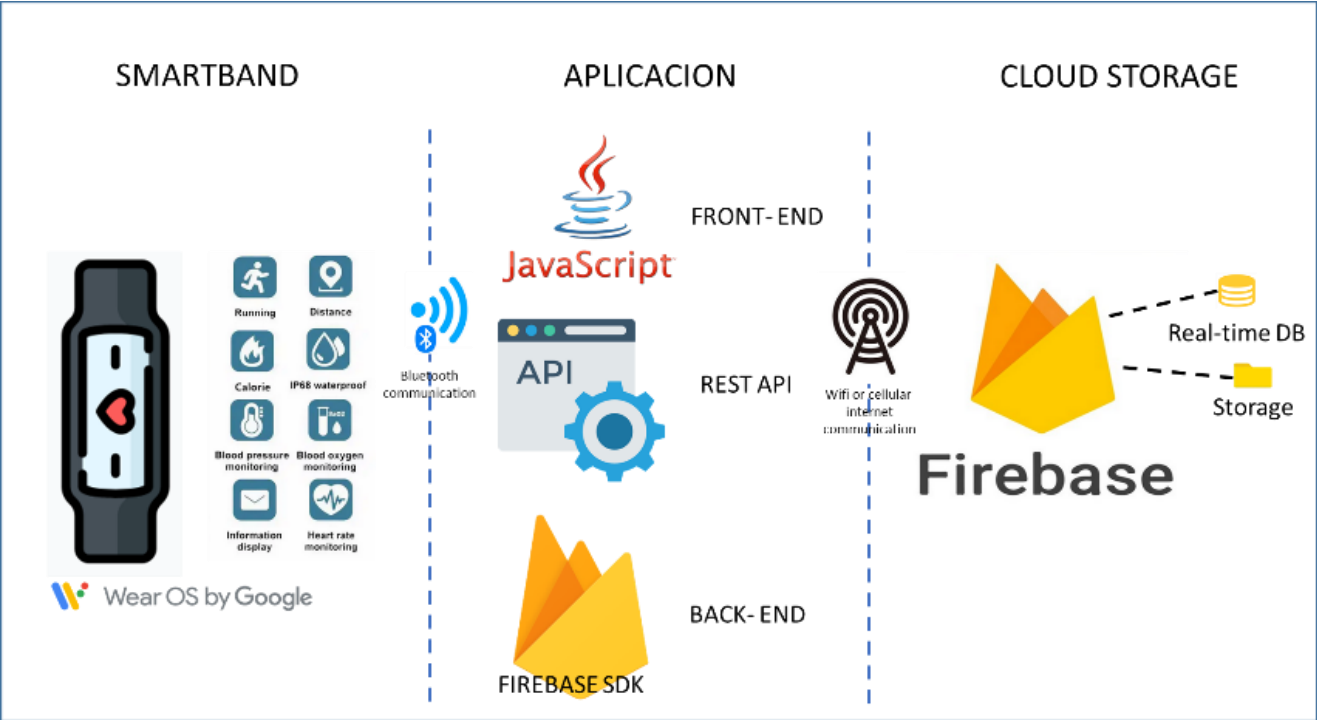 SMARTBAND
APLICACION
CLOUD STORAGE
JavaScript
FRONT- END
Running
Distance
Calorie
IP68 waterproof
SaO2
Blood pressure
monitoring
Blood oxygen
monitoring
Information
display
Heart rate
monitoring
Wear OS by Google
Bluetooth
communication
API
REST API
Wifi or cellular
internet
communication
Firebase
Real-time DB
Storage
BACK- END
FIREBASE SDK